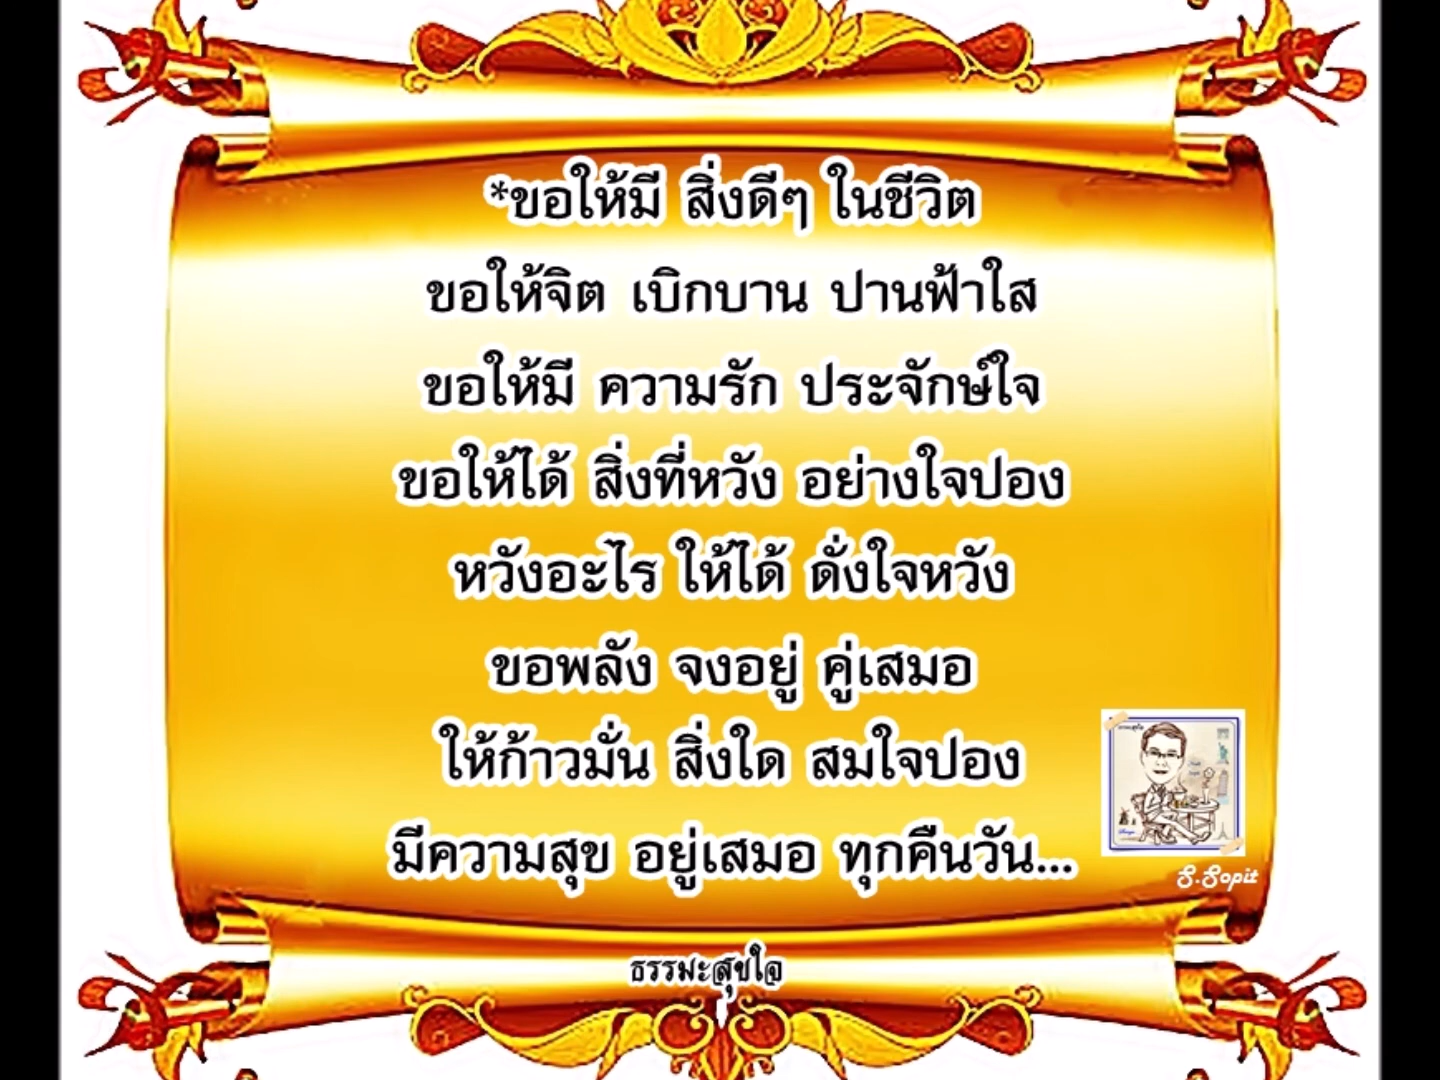 *ขอให้มี สิ่งดีๆ ในชีวิต
ขอให้จิต เบิกบาน ปานฟ้าใส
ขอให้มี ความรัก ประจักษ์ใจ
ขอให้ได้ สิ่งที่หวัง อย่างใจปอง
หวังอะไร ให้ได้ ดั่งใจหวัง
ขอพลัง จงอยู่ คู่เสมอ
ให้ก้าวมั่น สิ่งใด สมใจปอง
มีความสุข อยู่เสมอ ทุกคืนวัน...
S.Sopit
ธรรมะสุขใจ